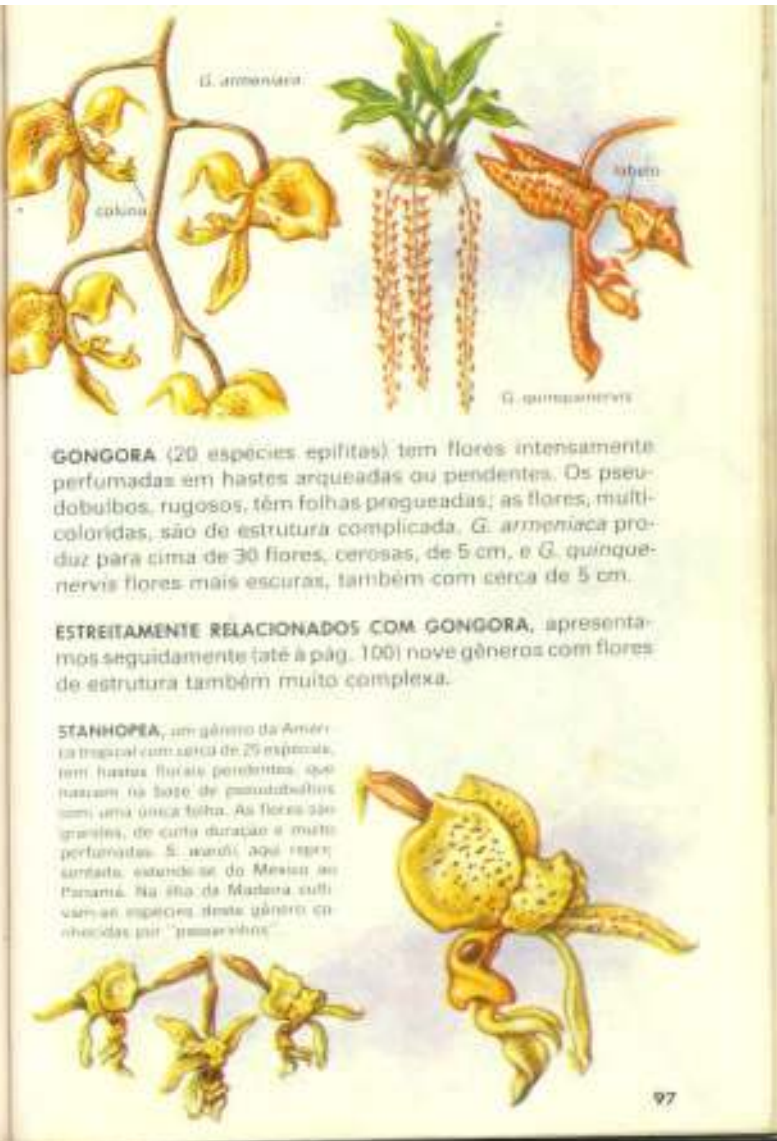 G. armeniaca
coluna
labelo
G. quinquenervis
GONGORA (20 espécies epífitas) tem flores intensamente
perfumadas em hastes arqueadas ou pendentes. Os pseu-
dobulbos, rugosos, têm folhas pregueadas; as flores, multi-
coloridas, são de estrutura complicada. G. armeniaca pro-
duz para cima de 30 flores, cerosas, de 5 cm, e G. quinque-
nervis flores mais escuras, também com cerca de 5 cm.
ESTREITAMENTE RELACIONADOS COM GONGORA, apresenta-
mos seguidamente (até à pág. 100) nove géneros com flores
de estrutura também muito complexa.
STANHOPEA, um género da Améri-
ca tropical com cerca de 25 espécies,
tem hastes florais pendentes, que
nascem na base de pseudobulbos
com uma única folha. As flores são
grandes, de curta duração e muito
perfumadas. S. wardii, aqui repre-
sentada, estende-se do México ao
Panamá. Na ilha da Madeira culti-
vam-se espécies deste género co-
nhecidas por "passarinhos"
97